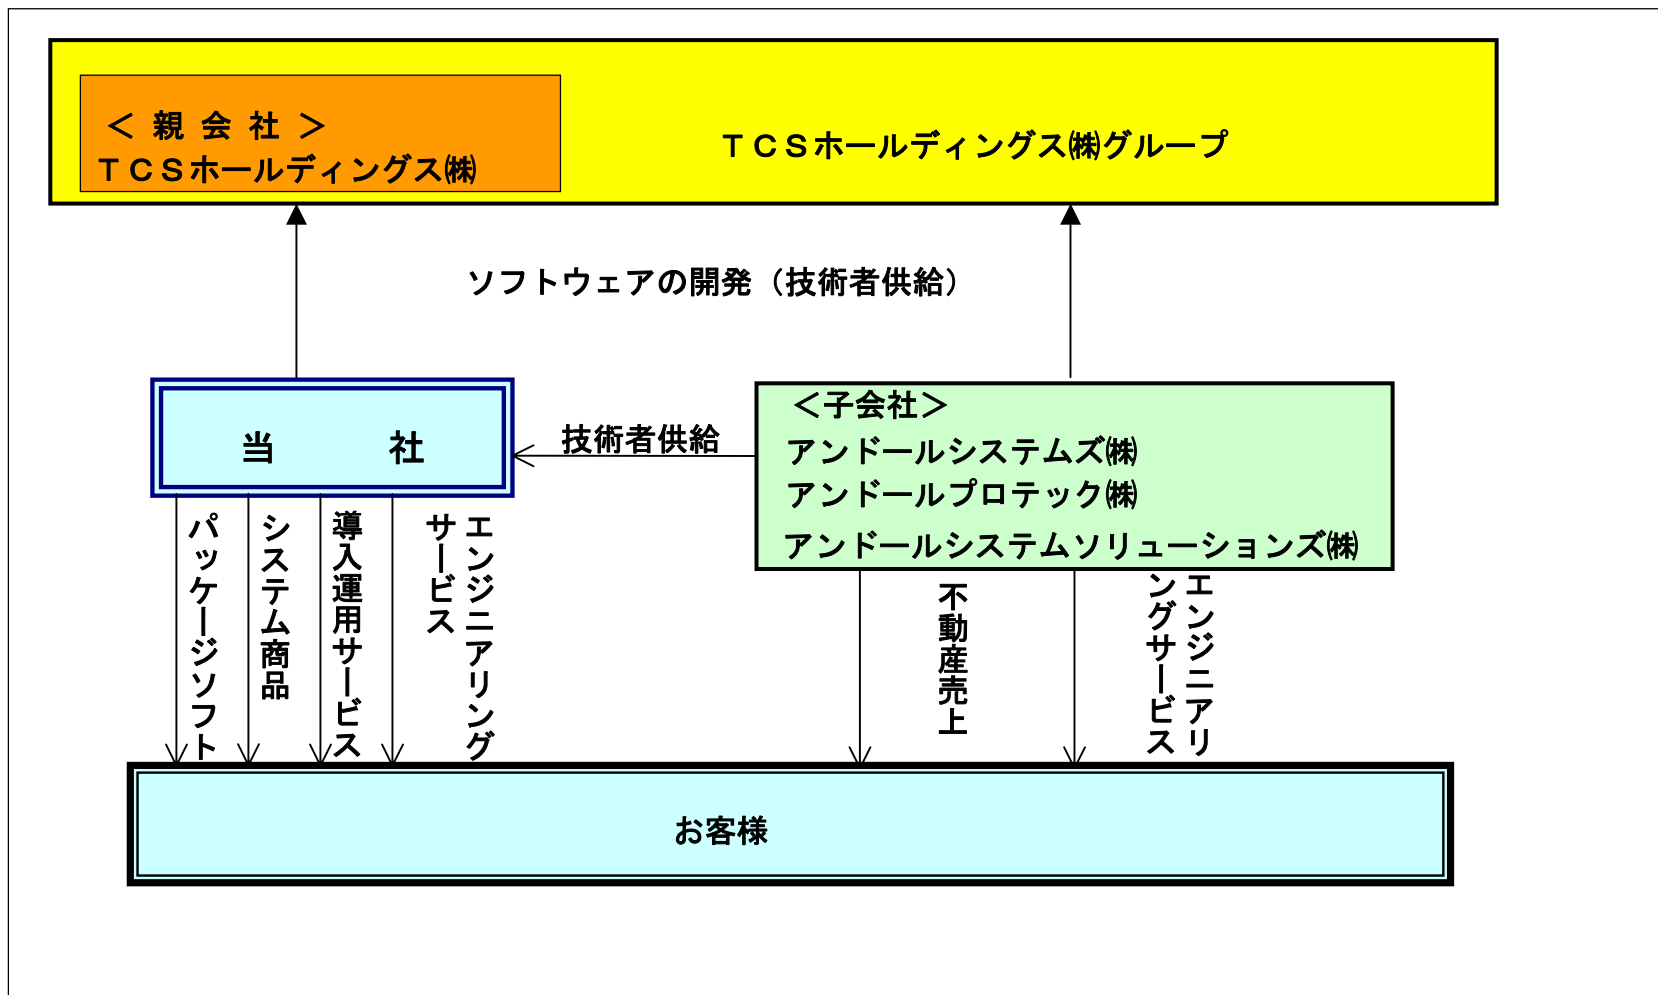 ＜ 親 会 社 ＞
ＴＣＳホールディングス㈱
ＴＣＳホールディングス㈱グループ
ソフトウェアの開発（技術者供給）
当 社
技術者供給
＜子会社＞
アンドールシステムズ㈱
アンドールプロテック㈱
アンドールシステムソリューションズ㈱
パッケージソフト
システム商品
導入運用サービス
エンジニアリング
サービス
不動産売上
エンジニアリ
ングサービス
お客様